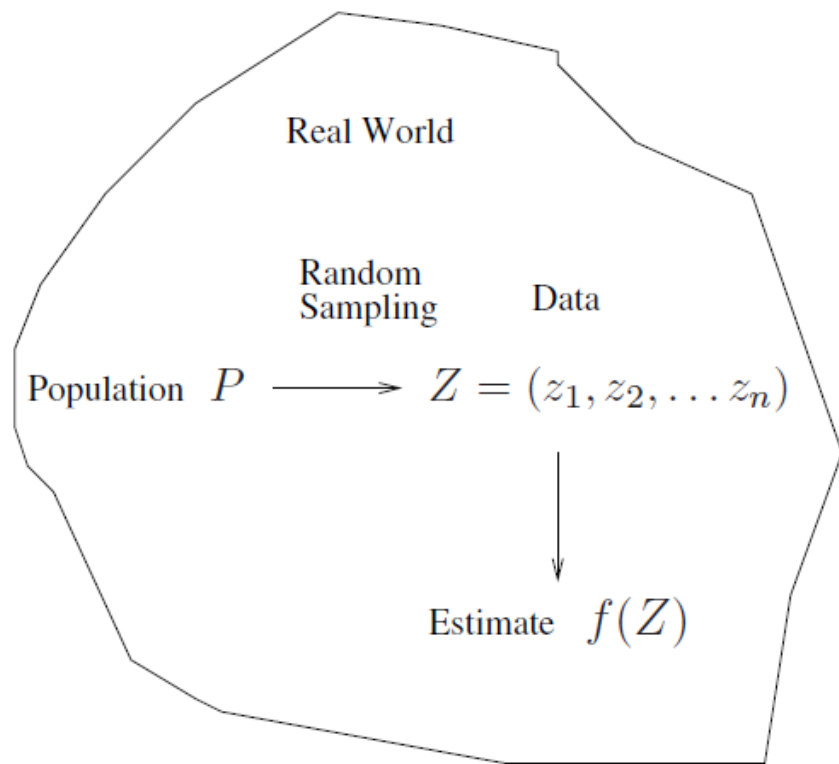 Real World
Random
Sampling
Data
Population P
Z = (z₁, z₂, . . . zₙ)
Estimate f(Z)